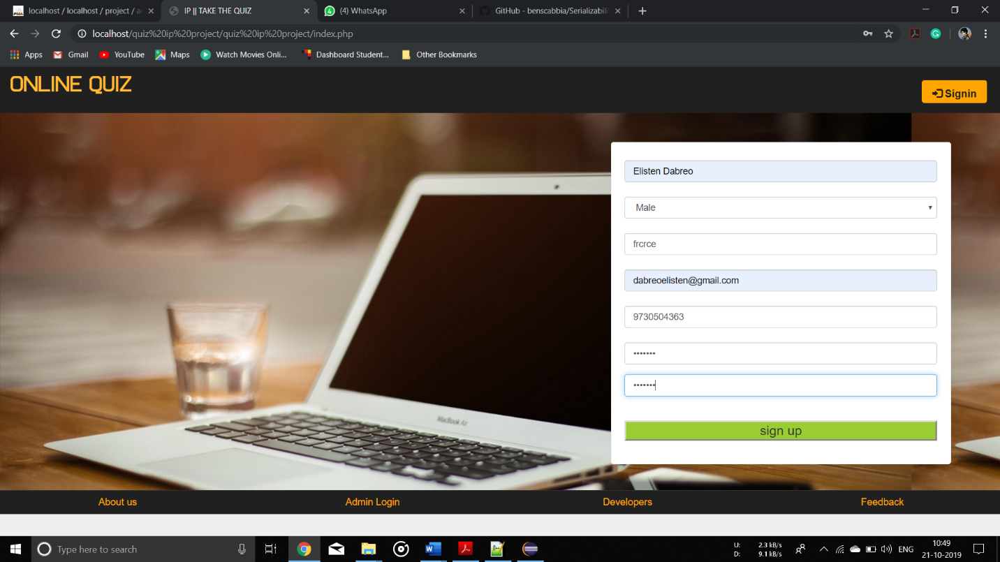 localhost / localhost / project / a
IP || TAKE THE QUIZ
(4) WhatsApp
GitHub - benscabbia/Serializabili
localhost/quiz%20ip%20project/quiz%20ip%20project/index.php
Apps
Gmail
YouTube
Maps
Watch Movies Onli...
Dashboard Student...
Other Bookmarks
ONLINE QUIZ
Signin
Elisten Dabreo
Male
frcrce
dabreoelisten@gmail.com
9730504363
•••••••
•••••••
sign up
MacBook Air
About us
Admin Login
Developers
Feedback
Type here to search
U: 2.3 kB/s
D: 9.1 kB/s
ENG
10:49
21-10-2019